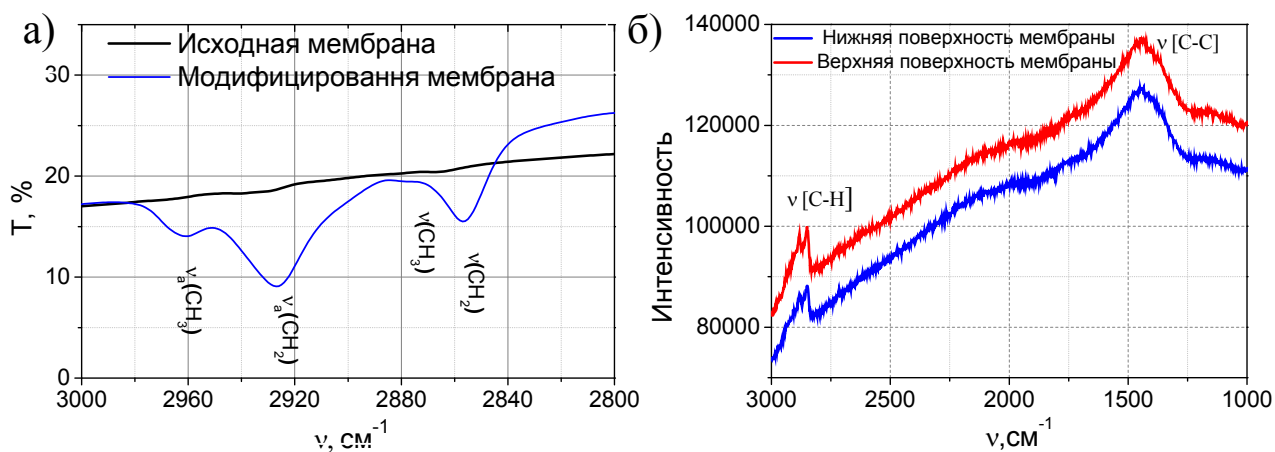 а)
Исходная мембрана
Модифицировання мембрана
30
20
10
0
T, %
νₐ(CH₃)
νₐ(CH₂)
ν(CH₃)
ν(CH₂)
3000 2960 2920 2880 2840 2800
ν, см⁻¹
б)
Нижняя поверхность мембраны
Верхняя поверхность мембраны
ν [C-C]
ν [C-H]
140000
120000
100000
80000
Интенсивность
3000 2500 2000 1500 1000
ν,см⁻¹